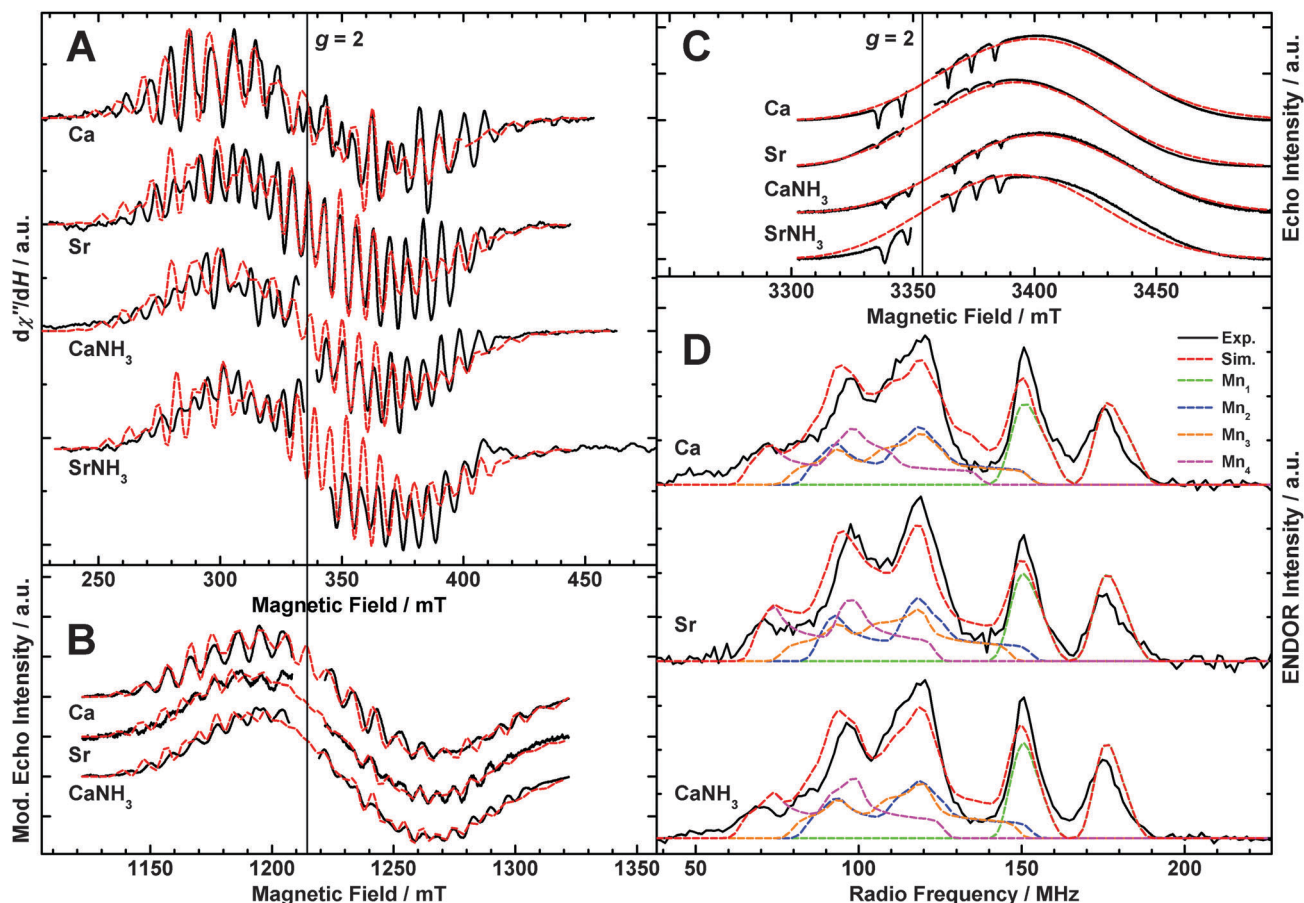 A
g = 2
Ca
Sr
CaNH3
SrNH3
dχ″/dH / a.u.
250 300 350 400 450
Magnetic Field / mT
B
Ca
Sr
CaNH3
Mod. Echo Intensity / a.u.
1150 1200 1250 1300 1350
Magnetic Field / mT
C
g = 2
Ca
Sr
CaNH3
SrNH3
Echo Intensity / a.u.
3300 3350 3400 3450
Magnetic Field / mT
D
Exp.
Sim.
Mn1
Mn2
Mn3
Mn4
Ca
Sr
CaNH3
ENDOR Intensity / a.u.
50 100 150 200
Radio Frequency / MHz